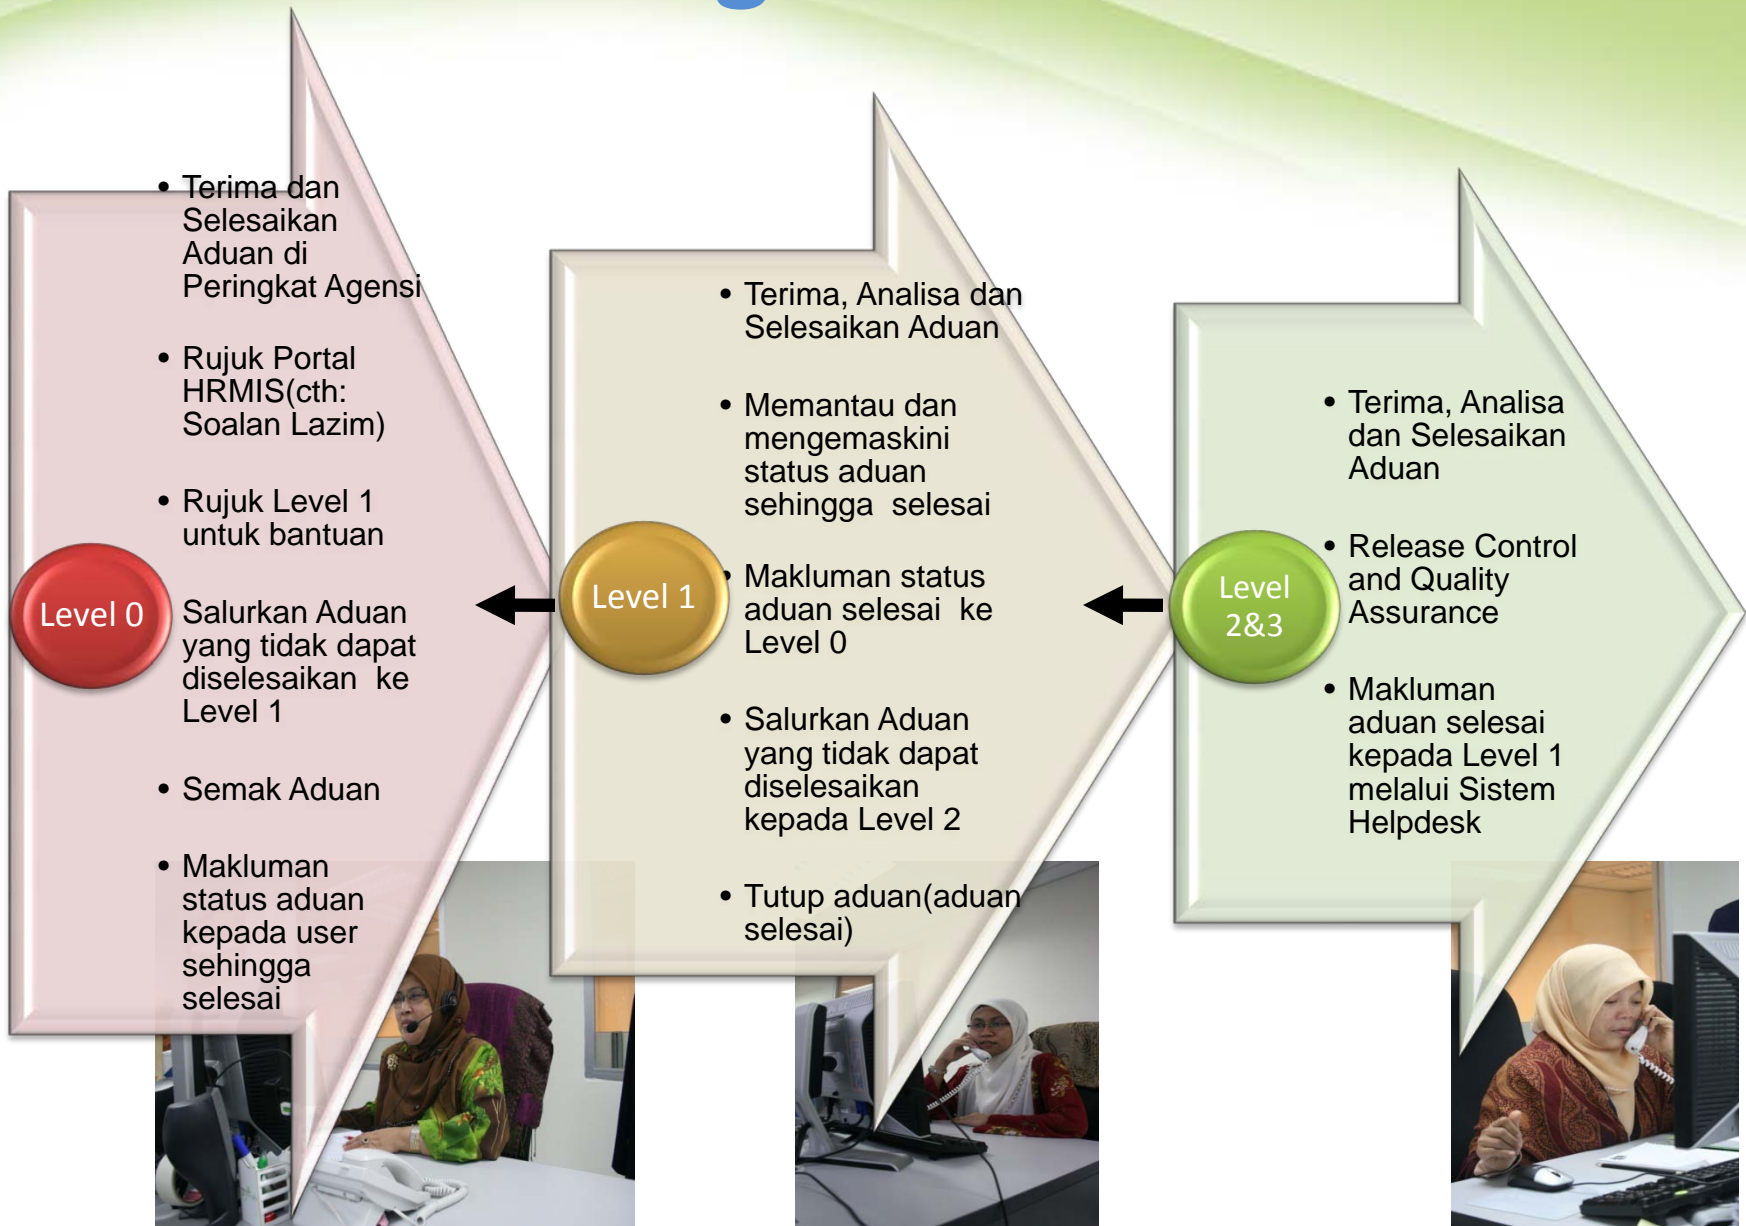 • Terima dan
Selesaikan
Aduan di
Peringkat Agensi
• Rujuk Portal
HRMIS(cth:
Soalan Lazim)
• Rujuk Level 1
untuk bantuan
Salurkan Aduan
yang tidak dapat
diselesaikan ke
Level 1
• Semak Aduan
• Makluman
status aduan
kepada user
sehingga
selesai
Level 0
• Terima, Analisa dan
Selesaikan Aduan
• Memantau dan
mengemaskini
status aduan
sehingga selesai
• Makluman status
aduan selesai ke
Level 0
• Salurkan Aduan
yang tidak dapat
diselesaikan
kepada Level 2
• Tutup aduan(aduan
selesai)
Level 1
• Terima, Analisa
dan Selesaikan
Aduan
• Release Control
and Quality
Assurance
• Makluman
aduan selesai
kepada Level 1
melalui Sistem
Helpdesk
Level
2&3